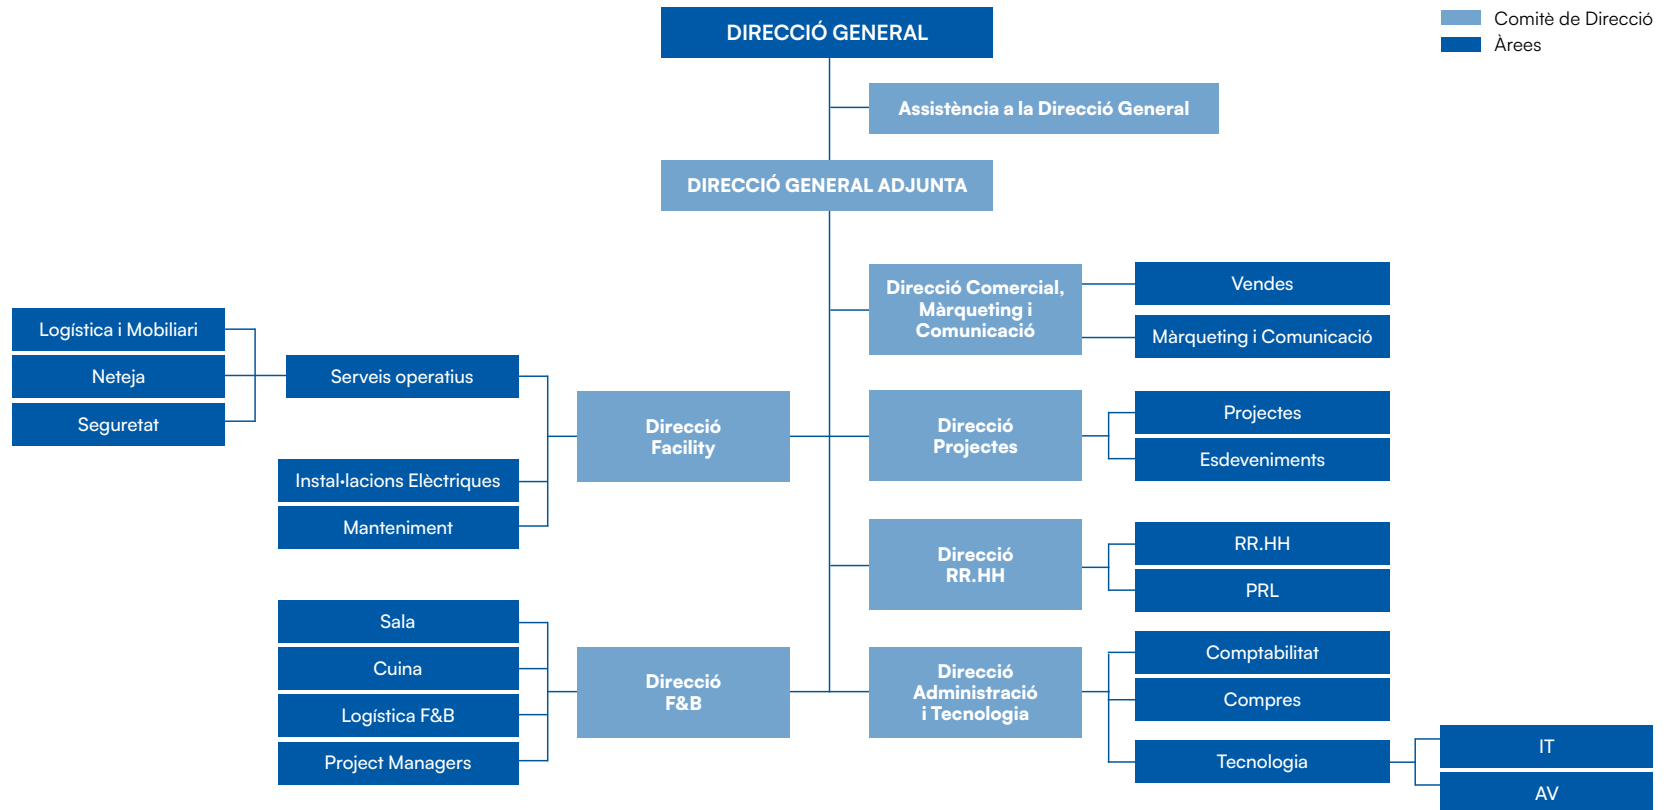 DIRECCIÓ GENERAL
Comitè de Direcció
Àrees
Assistència a la Direcció General
DIRECCIÓ GENERAL ADJUNTA
Direcció Comercial,
Màrqueting i
Comunicació
Vendes
Màrqueting i Comunicació
Logística i Mobiliari
Neteja
Seguretat
Serveis operatius
Instal·lacions Elèctriques
Manteniment
Direcció
Facility
Direcció
Projectes
Projectes
Esdeveniments
Direcció
RR.HH
RR.HH
PRL
Sala
Cuina
Logística F&B
Project Managers
Direcció
F&B
Direcció
Administració
i Tecnologia
Comptabilitat
Compres
Tecnologia
IT
AV